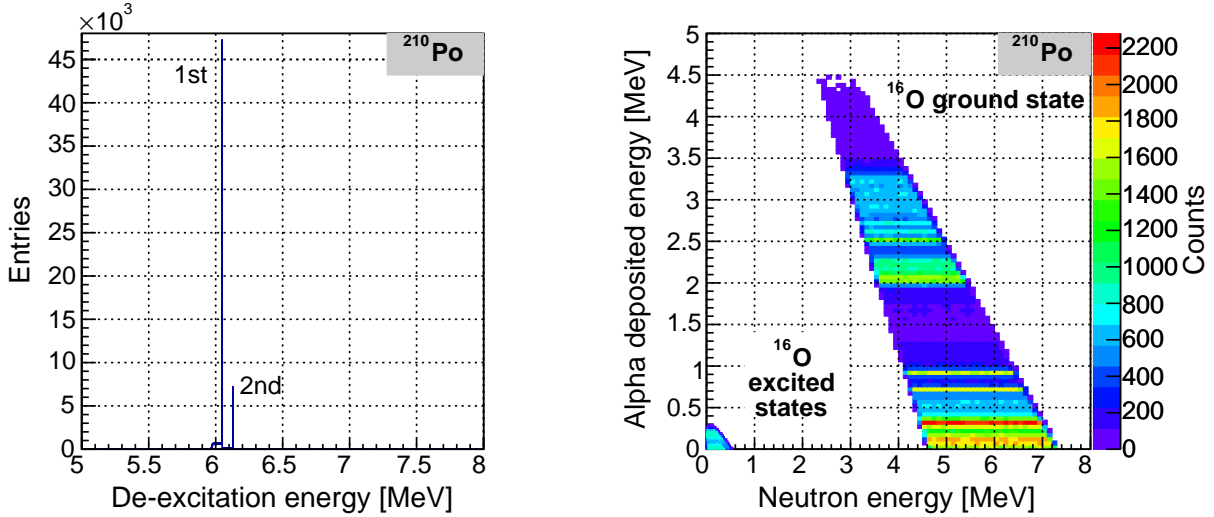 ×10³
45
40
35
30
25
20
15
10
5
0
Entries
²¹⁰Po
1st
2nd
5 5.5 6 6.5 7 7.5 8
De-excitation energy [MeV]
5
4.5
4
3.5
3
2.5
2
1.5
1
0.5
0
Alpha deposited energy [MeV]
²¹⁰Po
¹⁶O ground state
¹⁶O
excited
states
0 1 2 3 4 5 6 7 8
Neutron energy [MeV]
2200
2000
1800
1600
1400
1200
1000
800
600
400
200
0
Counts